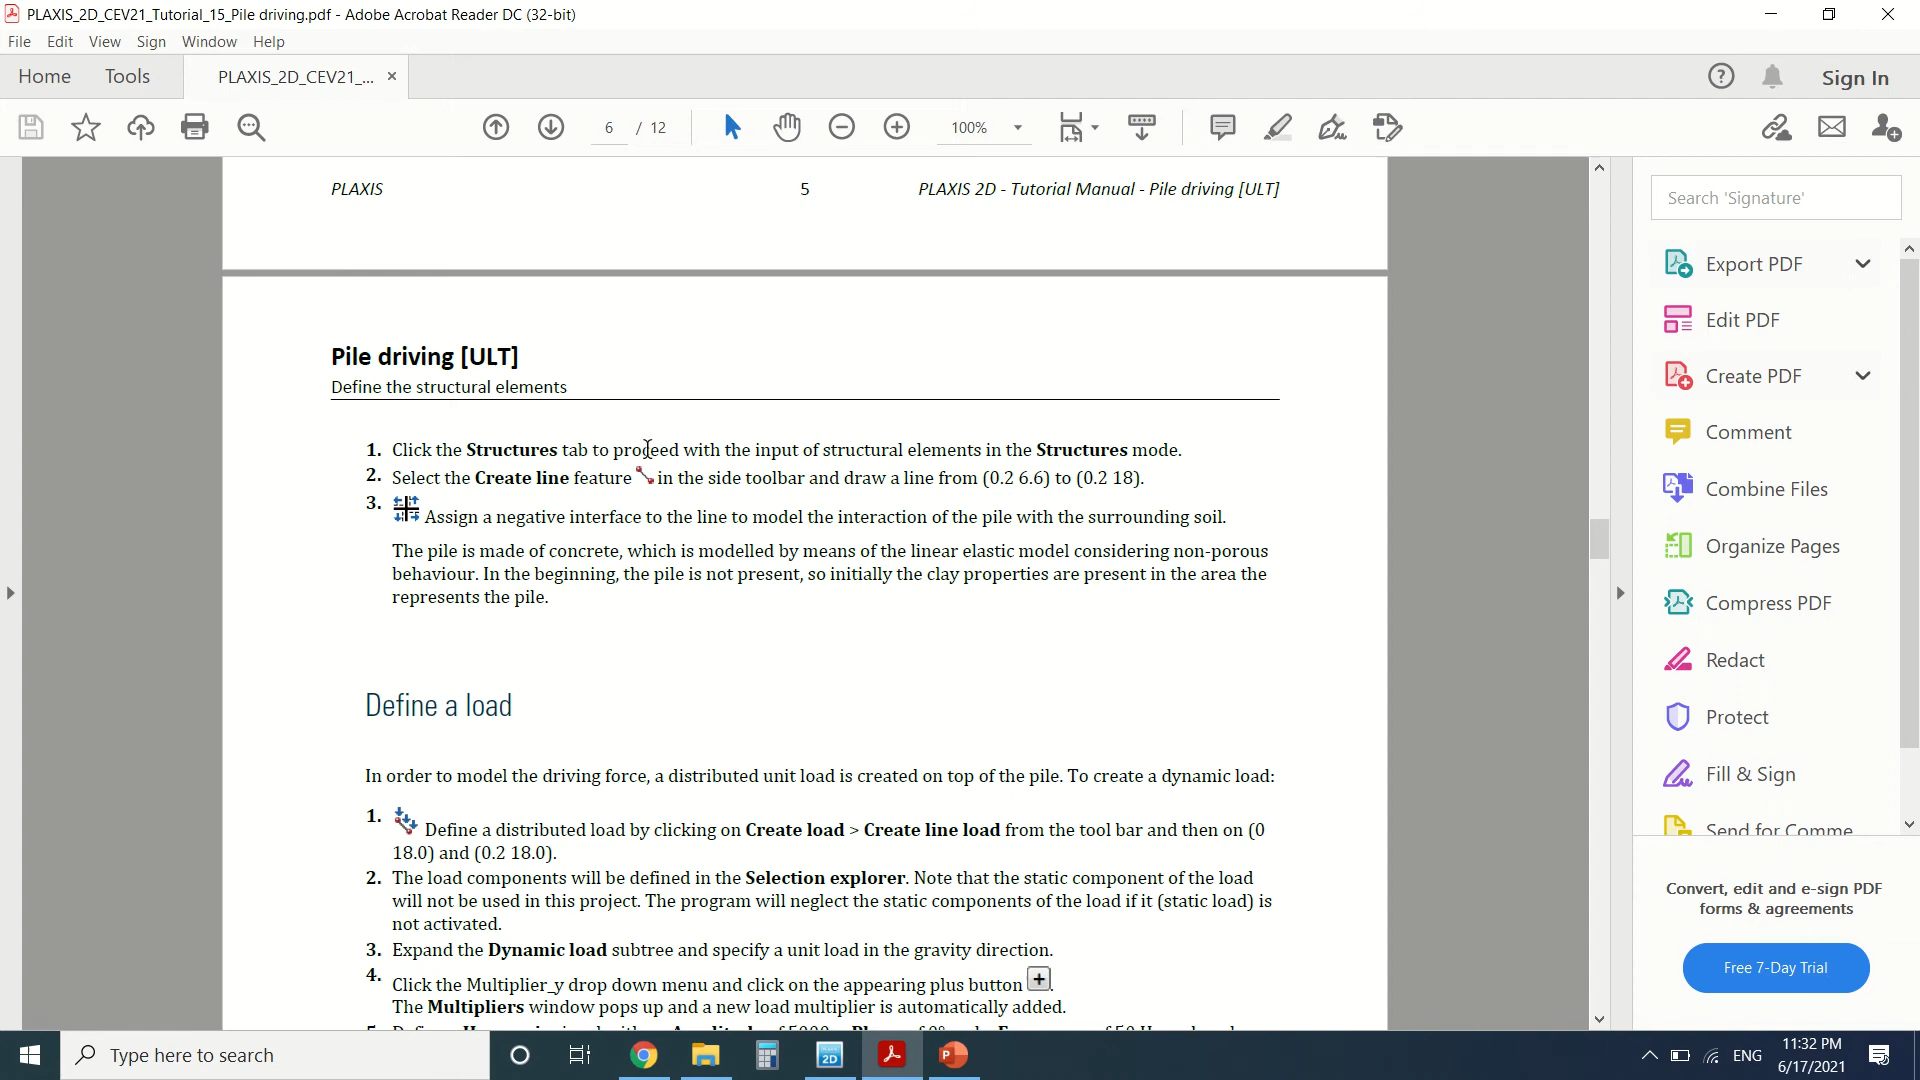 PLAXIS_2D_CEV21_Tutorial_15_Pile driving.pdf - Adobe Acrobat Reader DC (32-bit)
File Edit View Sign Window Help
Home Tools PLAXIS_2D_CEV21_... × Sign In
6 / 12 100%
PLAXIS 5 PLAXIS 2D - Tutorial Manual - Pile driving [ULT]
Pile driving [ULT]
Define the structural elements
1. Click the Structures tab to proceed with the input of structural elements in the Structures mode.
2. Select the Create line feature in the side toolbar and draw a line from (0.2 6.6) to (0.2 18).
3. Assign a negative interface to the line to model the interaction of the pile with the surrounding soil.
The pile is made of concrete, which is modelled by means of the linear elastic model considering non-porous
behaviour. In the beginning, the pile is not present, so initially the clay properties are present in the area the
represents the pile.
Define a load
In order to model the driving force, a distributed unit load is created on top of the pile. To create a dynamic load:
1. Define a distributed load by clicking on Create load > Create line load from the tool bar and then on (0
18.0) and (0.2 18.0).
2. The load components will be defined in the Selection explorer. Note that the static component of the load
will not be used in this project. The program will neglect the static components of the load if it (static load) is
not activated.
3. Expand the Dynamic load subtree and specify a unit load in the gravity direction.
4. Click the Multiplier_y drop down menu and click on the appearing plus button +.
The Multipliers window pops up and a new load multiplier is automatically added.
Search 'Signature'
Export PDF
Edit PDF
Create PDF
Comment
Combine Files
Organize Pages
Compress PDF
Redact
Protect
Fill & Sign
Send for Comme
Convert, edit and e-sign PDF
forms & agreements
Free 7-Day Trial
Type here to search
2D
P
ENG
11:32 PM
6/17/2021